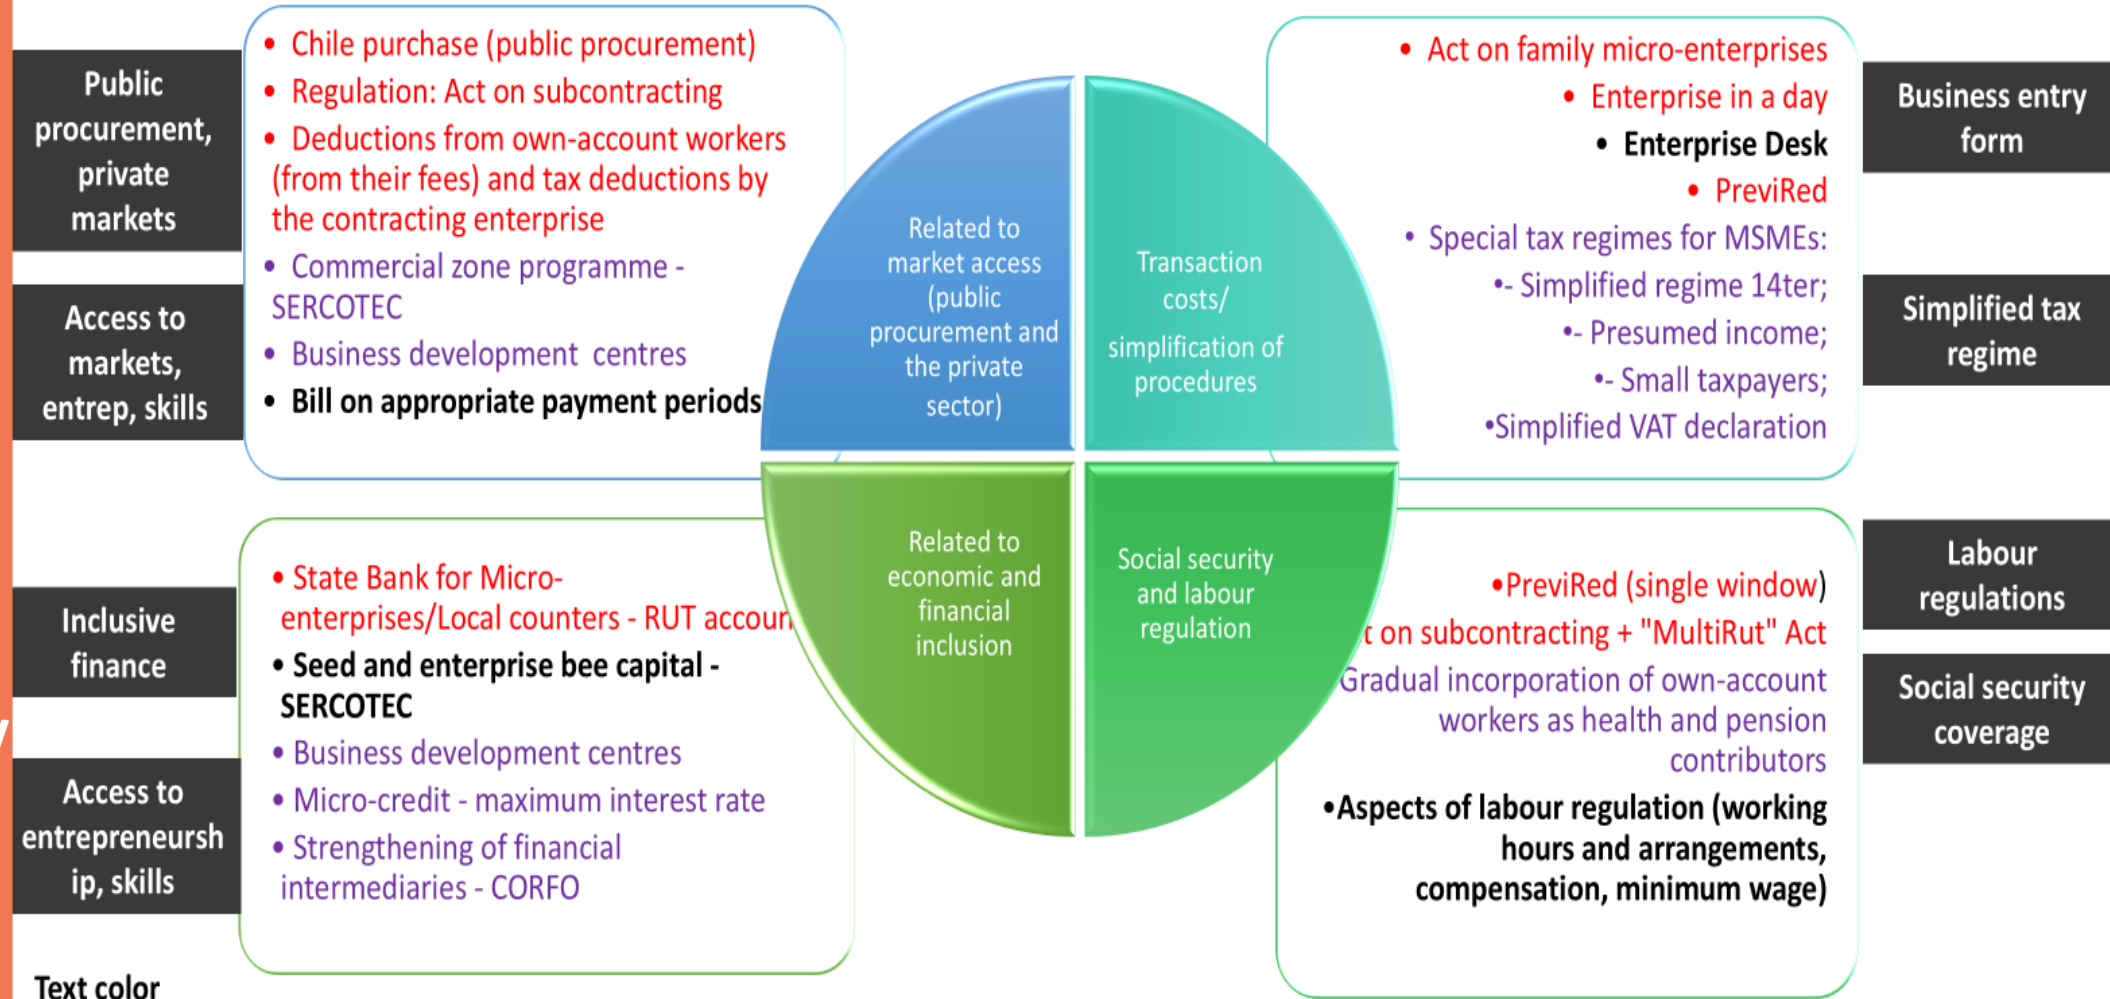 Public
procurement,
private
markets
Access to
markets,
entrep, skills
• Chile purchase (public procurement)
• Regulation: Act on subcontracting
• Deductions from own-account workers
(from their fees) and tax deductions by
the contracting enterprise
• Commercial zone programme -
SERCOTEC
• Business development centres
• Bill on appropriate payment periods
Related to
market access
(public
procurement and
the private
sector)
Transaction
costs/
simplification of
procedures
• Act on family micro-enterprises
• Enterprise in a day
• Enterprise Desk
• PreviRed
• Special tax regimes for MSMEs:
•- Simplified regime 14ter;
•- Presumed income;
•- Small taxpayers;
•Simplified VAT declaration
Business entry
form
Simplified tax
regime
Inclusive
finance
Access to
entrepreneursh
ip, skills
• State Bank for Micro-
enterprises/Local counters - RUT accoun
• Seed and enterprise bee capital -
SERCOTEC
• Business development centres
• Micro-credit - maximum interest rate
• Strengthening of financial
intermediaries - CORFO
Related to
economic and
financial
inclusion
Social security
and labour
regulation
•PreviRed (single window)
t on subcontracting + "MultiRut" Act
Gradual incorporation of own-account
workers as health and pension
contributors
•Aspects of labour regulation (working
hours and arrangements,
compensation, minimum wage)
Labour
regulations
Social security
coverage
Text color